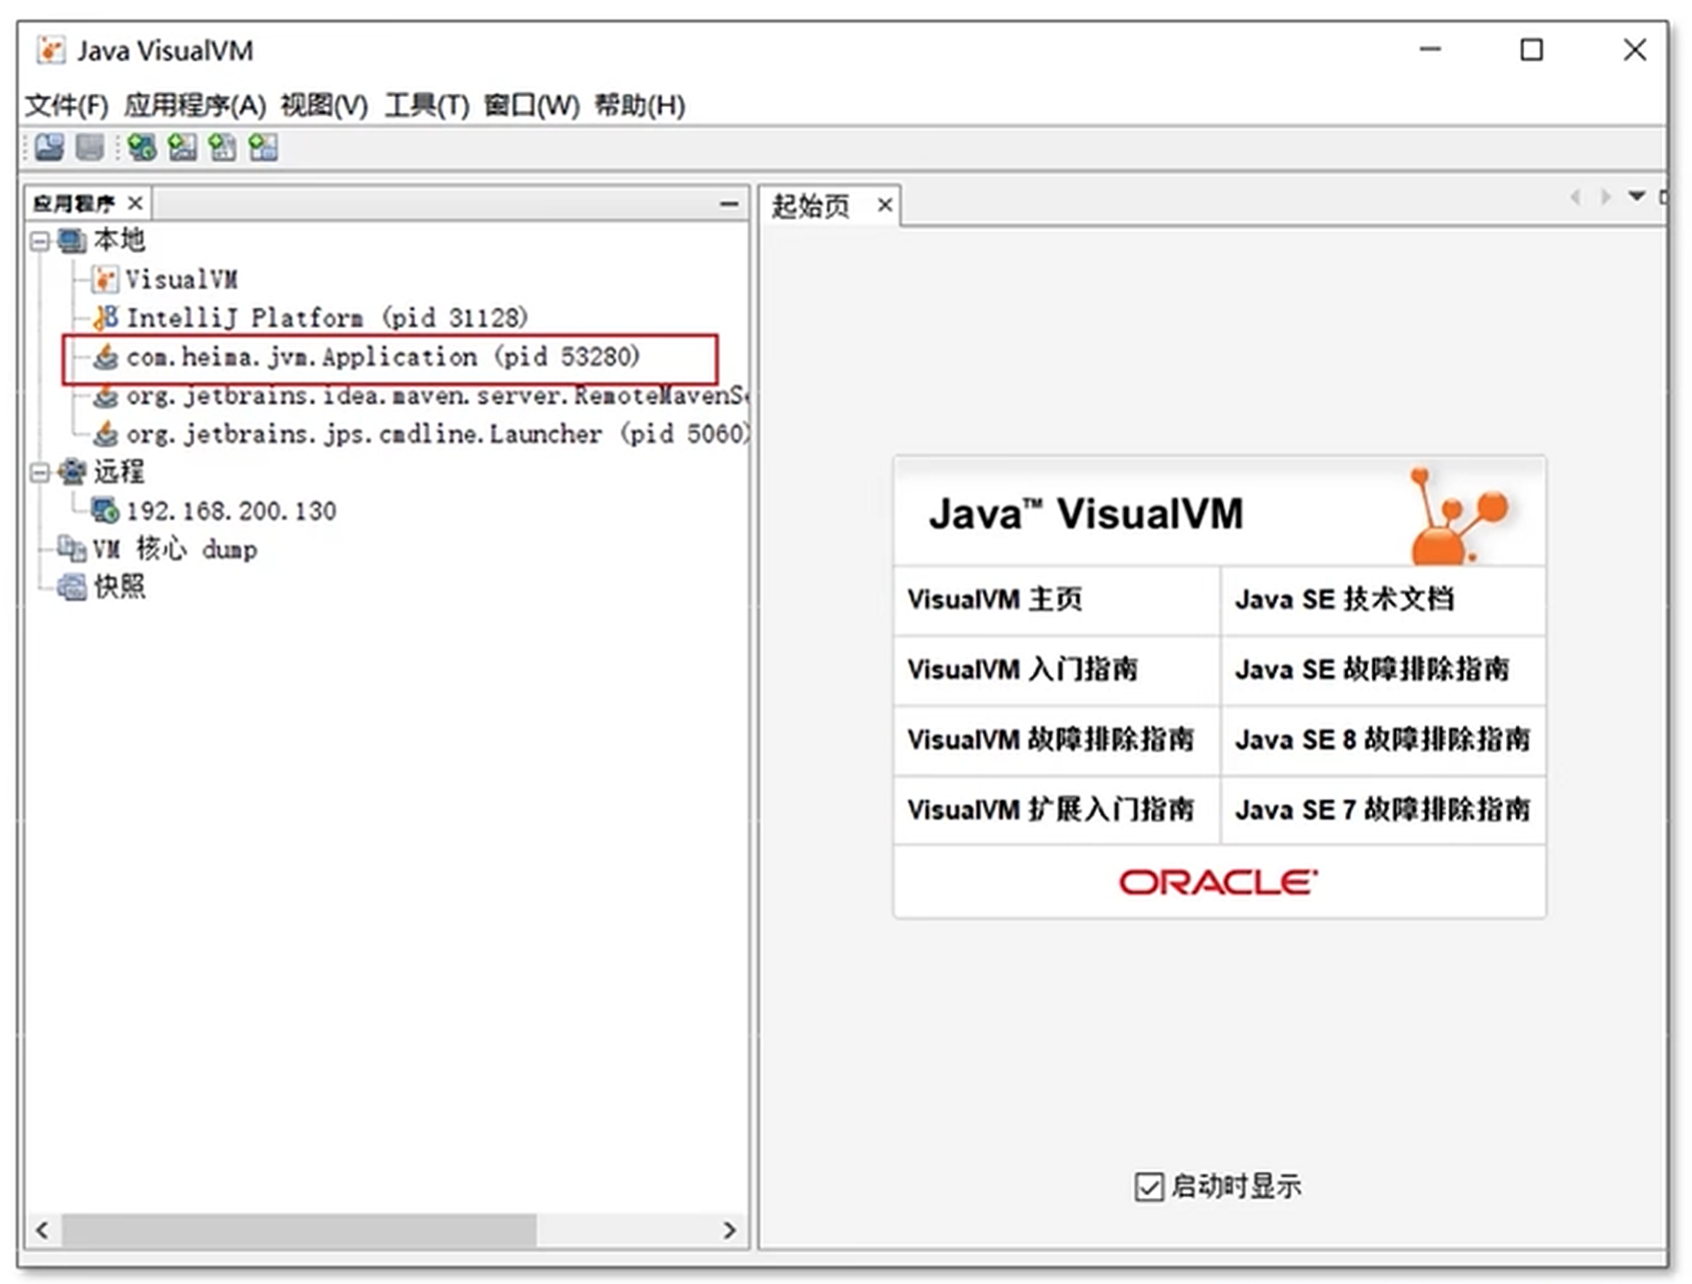 Java VisualVM
文件(F) 应用程序(A) 视图(V) 工具(T) 窗口(W) 帮助(H)
应用程序
本地
VisualVM
IntelliJ Platform (pid 31128)
com.heima.jvm.Application (pid 53280)
org.jetbrains.idea.maven.server.RemoteMavenSe
org.jetbrains.jps.cmdline.Launcher (pid 5060)
远程
192.168.200.130
VM 核心 dump
快照
起始页
Java™ VisualVM
VisualVM 主页
Java SE 技术文档
VisualVM 入门指南
Java SE 故障排除指南
VisualVM 故障排除指南
Java SE 8 故障排除指南
VisualVM 扩展入门指南
Java SE 7 故障排除指南
ORACLE
启动时显示